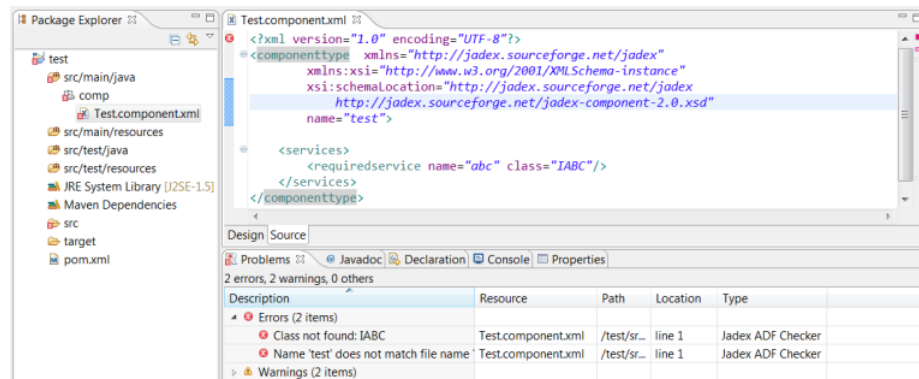 Package Explorer
test
src/main/java
comp
Test.component.xml
src/main/resources
src/test/java
src/test/resources
JRE System Library [J2SE-1.5]
Maven Dependencies
src
target
pom.xml
Test.component.xml
<?xml version="1.0" encoding="UTF-8"?>
<componenttype xmlns="http://jadex.sourceforge.net/jadex"
xmlns:xsi="http://www.w3.org/2001/XMLSchema-instance"
xsi:schemaLocation="http://jadex.sourceforge.net/jadex
http://jadex.sourceforge.net/jadex-component-2.0.xsd"
name="test">
<services>
<requiredservice name="abc" class="IABC"/>
</services>
</componenttype>
Design Source
Problems @ Javadoc Declaration Console Properties
2 errors, 2 warnings, 0 others
Description Resource Path Location Type
Errors (2 items)
Class not found: IABC Test.component.xml /test/sr... line 1 Jadex ADF Checker
Name 'test' does not match file name ' Test.component.xml /test/sr... line 1 Jadex ADF Checker
Warnings (2 items)